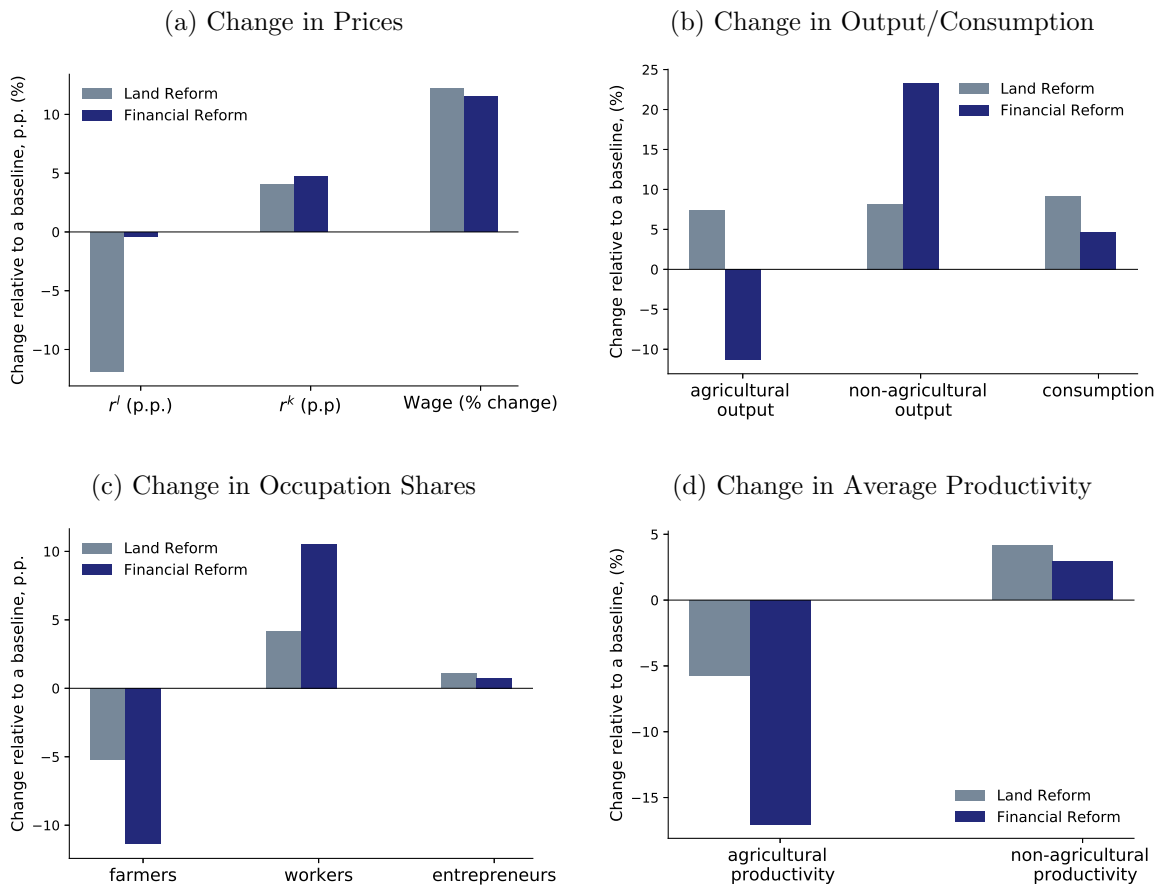 (a) Change in Prices
Change relative to a baseline, p.p. (%)
Land Reform
Financial Reform
10
5
0
−5
−10
r^l (p.p.)
r^k (p.p)
Wage (% change)
(b) Change in Output/Consumption
Change relative to a baseline, (%)
Land Reform
Financial Reform
25
20
15
10
5
0
−5
−10
agricultural
output
non-agricultural
output
consumption
(c) Change in Occupation Shares
Change relative to a baseline, p.p.
Land Reform
Financial Reform
10
5
0
−5
−10
farmers
workers
entrepreneurs
(d) Change in Average Productivity
Change relative to a baseline, (%)
5
0
−5
−10
−15
Land Reform
Financial Reform
agricultural
productivity
non-agricultural
productivity